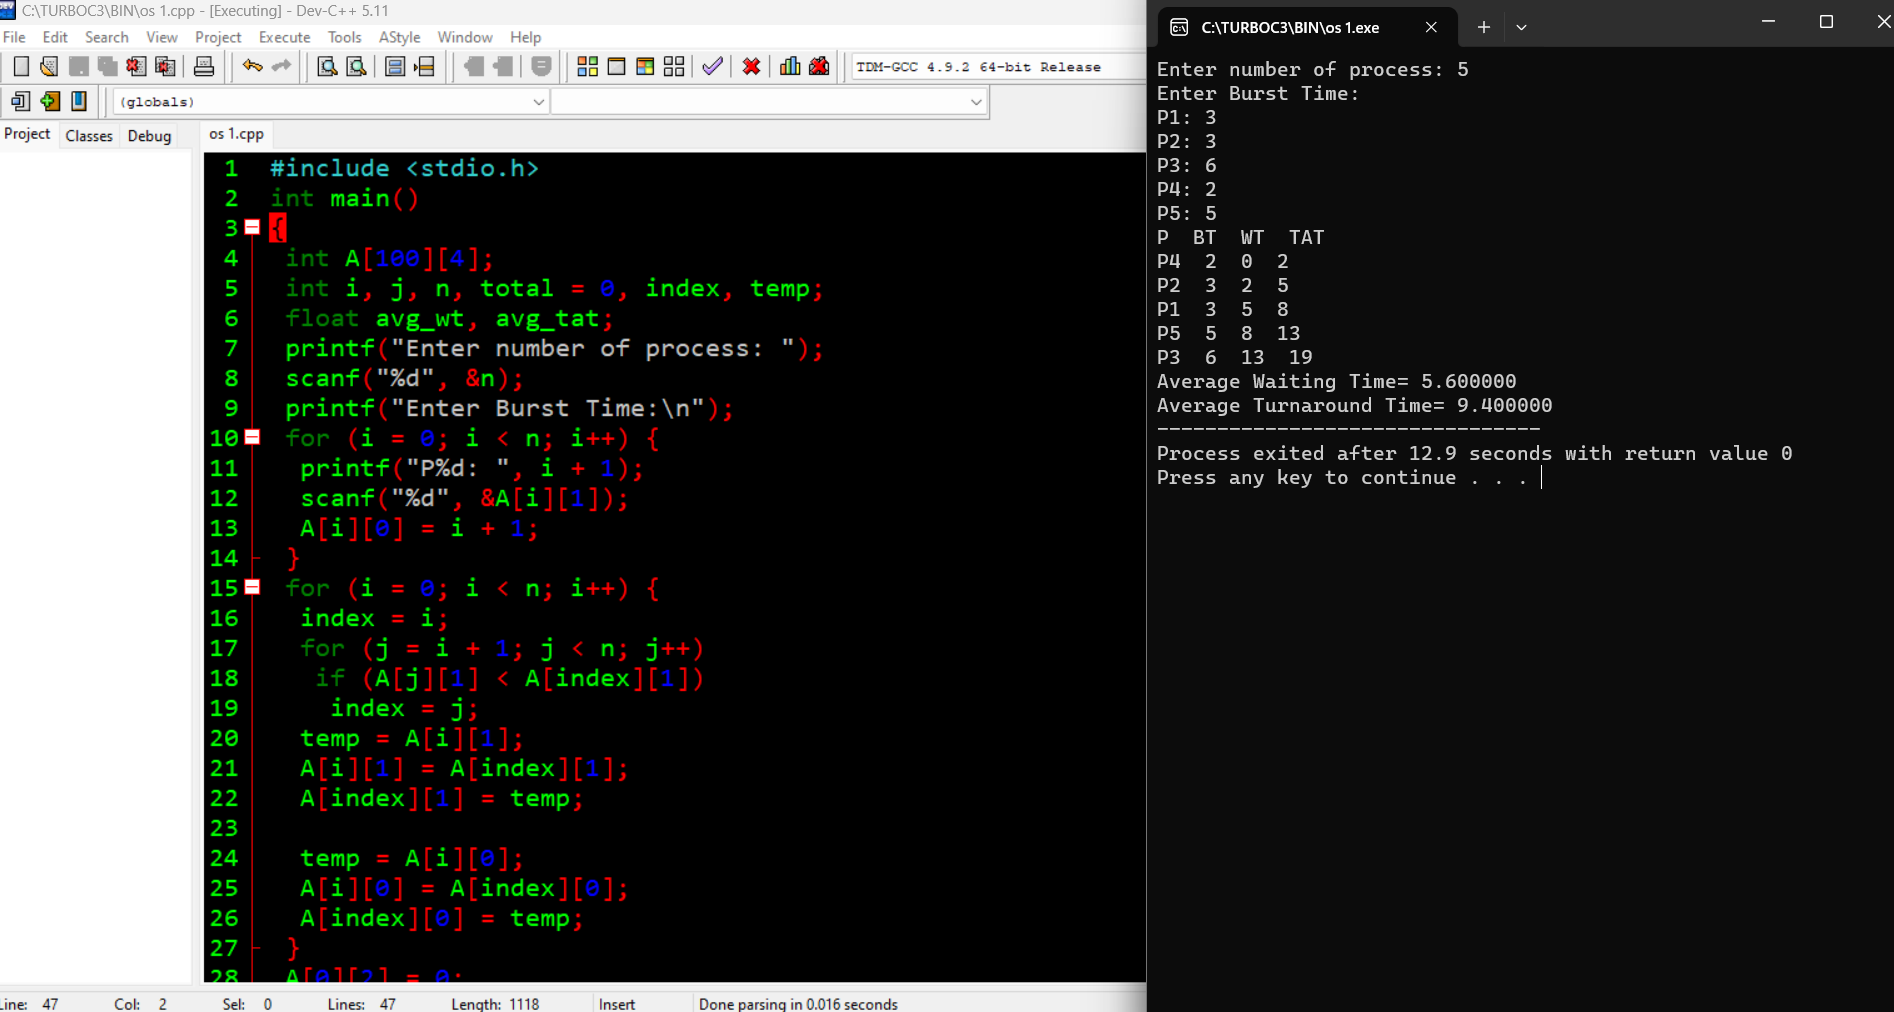 C:\TURBOC3\BIN\os 1.cpp - [Executing] - Dev-C++ 5.11
File Edit Search View Project Execute Tools AStyle Window Help
TDM-GCC 4.9.2 64-bit Release
(globals)
Project Classes Debug
os 1.cpp
1 #include <stdio.h>
2 int main()
3 {
4 int A[100][4];
5 int i, j, n, total = 0, index, temp;
6 float avg_wt, avg_tat;
7 printf("Enter number of process: ");
8 scanf("%d", &n);
9 printf("Enter Burst Time:\n");
10 for (i = 0; i < n; i++) {
11 printf("P%d: ", i + 1);
12 scanf("%d", &A[i][1]);
13 A[i][0] = i + 1;
14 }
15 for (i = 0; i < n; i++) {
16 index = i;
17 for (j = i + 1; j < n; j++)
18 if (A[j][1] < A[index][1])
19 index = j;
20 temp = A[i][1];
21 A[i][1] = A[index][1];
22 A[index][1] = temp;
23
24 temp = A[i][0];
25 A[i][0] = A[index][0];
26 A[index][0] = temp;
27 }
28 A[0][2] = 0;
Line: 47 Col: 2 Sel: 0 Lines: 47 Length: 1118 Insert Done parsing in 0.016 seconds
C:\TURBOC3\BIN\os 1.exe
Enter number of process: 5
Enter Burst Time:
P1: 3
P2: 3
P3: 6
P4: 2
P5: 5
P BT WT TAT
P4 2 0 2
P2 3 2 5
P1 3 5 8
P5 5 8 13
P3 6 13 19
Average Waiting Time= 5.600000
Average Turnaround Time= 9.400000
--------------------------------
Process exited after 12.9 seconds with return value 0
Press any key to continue . . .